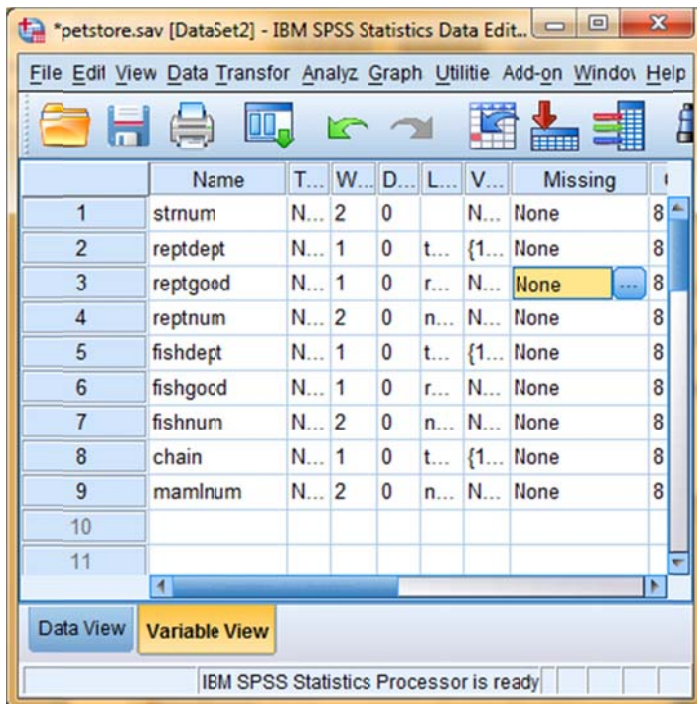 *petstore.sav [DataSet2] - IBM SPSS Statistics Data Edit...
File Edit View Data Transfor Analyz Graph Utilitie Add-on Window Help
Name T... W... D... L... V... Missing
1 strnum N... 2 0 N... None 8
2 reptdept N... 1 0 t... {1... None 8
3 reptgood N... 1 0 r... N... None ... 8
4 reptnum N... 2 0 n... N... None 8
5 fishdept N... 1 0 t... {1... None 8
6 fishgood N... 1 0 r... N... None 8
7 fishnum N... 2 0 n... N... None 8
8 chain N... 1 0 t... {1... None 8
9 mamlnum N... 2 0 n... N... None 8
10
11
Data View Variable View
IBM SPSS Statistics Processor is ready